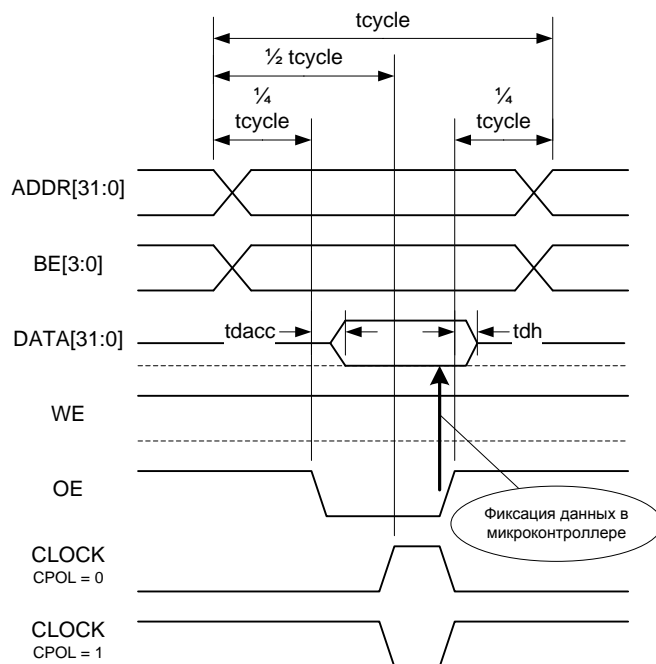 tcycle
½ tcycle
¼
tcycle
¼
tcycle
ADDR[31:0]
BE[3:0]
DATA[31:0]
tdacc
tdh
WE
OE
Фиксация данных в
микроконтроллере
CLOCK
CPOL = 0
CLOCK
CPOL = 1